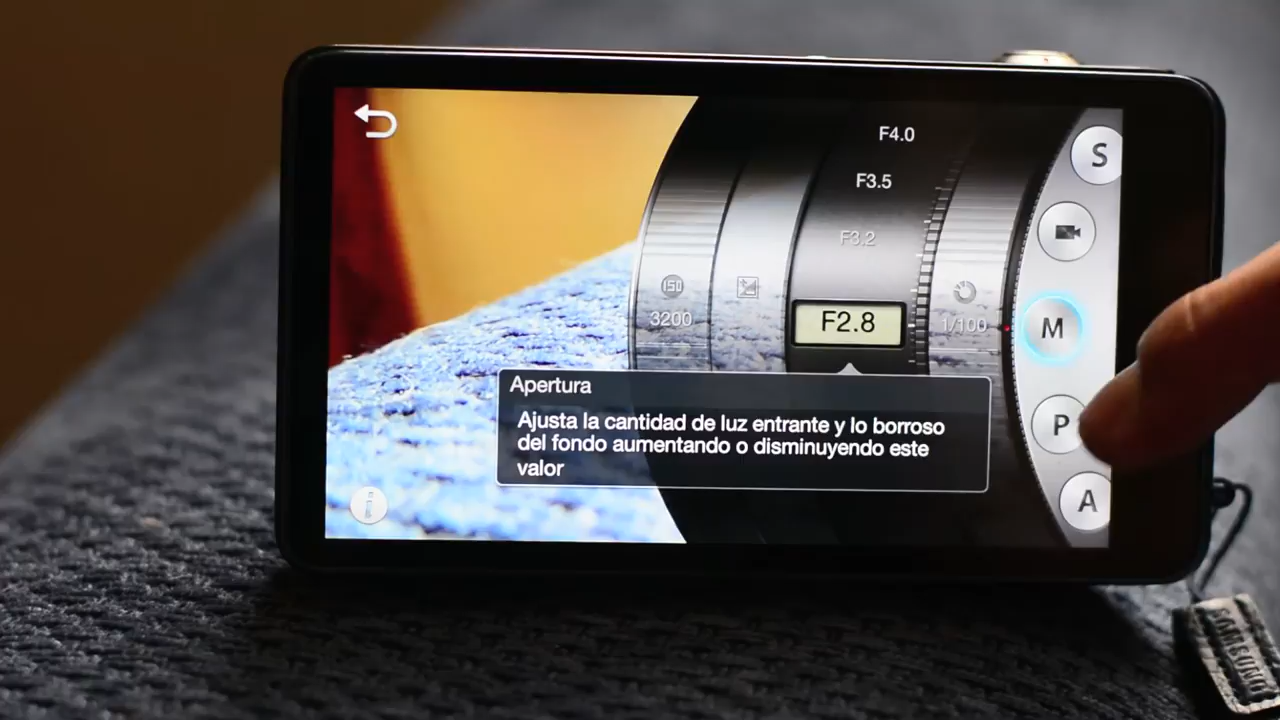 F4.0
S
F3.5
F3.2
ISO
3200
F2.8
1/100
M
Apertura
Ajusta la cantidad de luz entrante y lo borroso
del fondo aumentando o disminuyendo este
valor
P
A
i
SAMSUNG